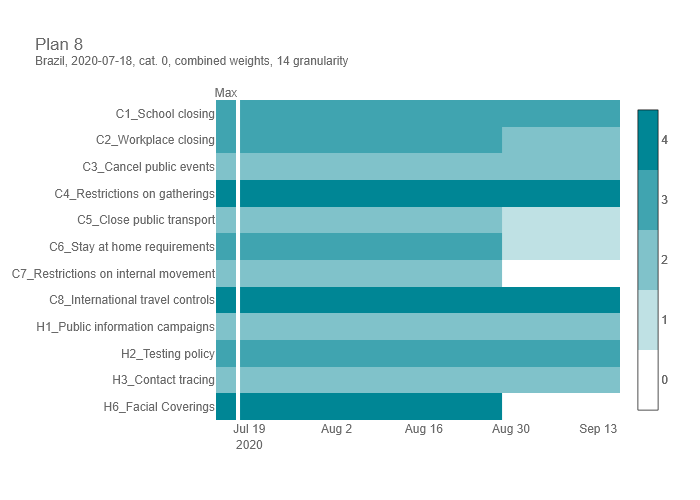 Plan 8
Brazil, 2020-07-18, cat. 0, combined weights, 14 granularity
Max
C1_School closing
C2_Workplace closing
C3_Cancel public events
C4_Restrictions on gatherings
C5_Close public transport
C6_Stay at home requirements
C7_Restrictions on internal movement
C8_International travel controls
H1_Public information campaigns
H2_Testing policy
H3_Contact tracing
H6_Facial Coverings
Jul 19 Aug 2 Aug 16 Aug 30 Sep 13
2020
4
3
2
1
0